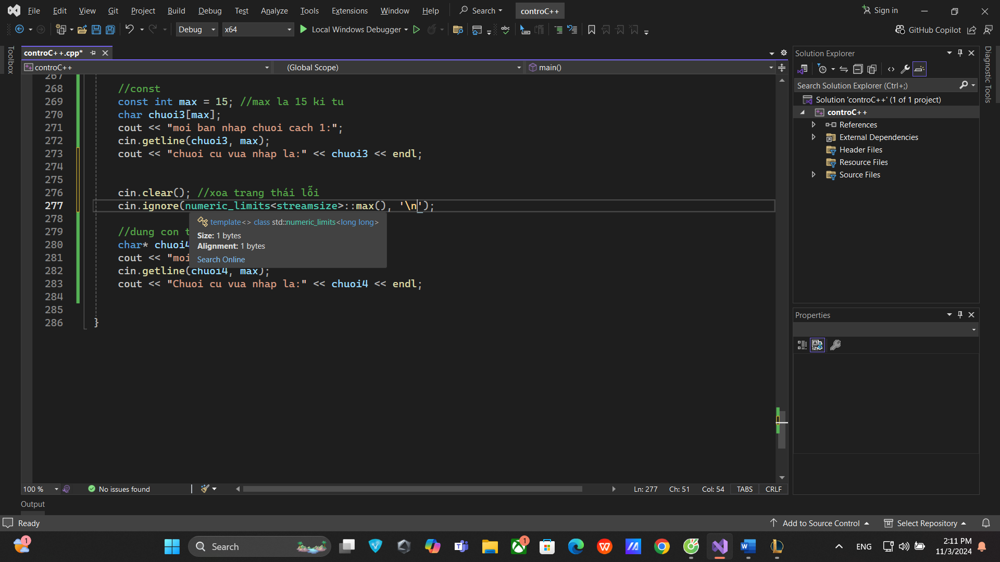 File Edit View Git Project Build Debug Test Analyze Tools Extensions Window Help Search controC++ Sign in
Debug x64 Local Windows Debugger GitHub Copilot
Toolbox
controC++.cpp*
controC++ (Global Scope) main()
267
268 //const
269 const int max = 15; //max la 15 ki tu
270 char chuoi3[max];
271 cout << "moi ban nhap chuoi cach 1:";
272 cin.getline(chuoi3, max);
273 cout << "chuoi cu vua nhap la:" << chuoi3 << endl;
274
275
276 cin.clear(); //xoa trang thái lỗi
277 cin.ignore(numeric_limits<streamsize>::max(), '\n');
278
template<> class std::numeric_limits<long long>
Size: 1 bytes
Alignment: 1 bytes
Search Online
279 //dung con t
280 char* chuoi4
281 cout << "moi
282 cin.getline(chuoi4, max);
283 cout << "Chuoi cu vua nhap la:" << chuoi4 << endl;
284
285
286 }
100 % No issues found Ln: 277 Ch: 51 Col: 54 TABS CRLF
Output
Solution Explorer
Search Solution Explorer (Ctrl+;)
Solution 'controC++' (1 of 1 project)
controC++
References
External Dependencies
Header Files
Resource Files
Source Files
Properties
Diagnostic Tools
Ready Add to Source Control Select Repository
1 Search 1 ENG 2:11 PM
11/3/2024